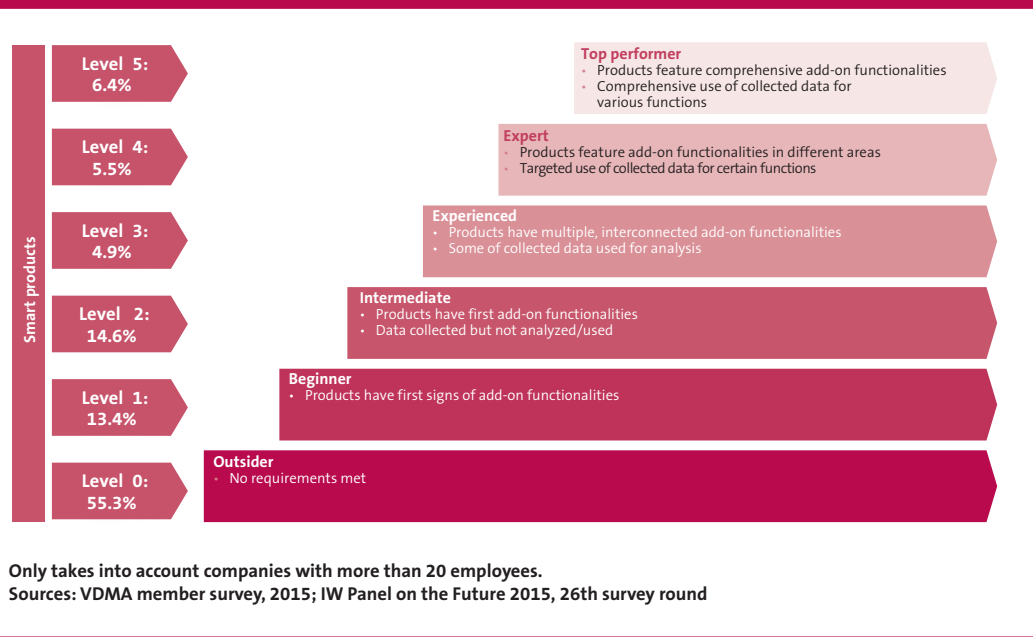 Smart products
Level 5:
6.4%
Top performer
• Products feature comprehensive add-on functionalities
• Comprehensive use of collected data for
various functions
Level 4:
5.5%
Expert
• Products feature add-on functionalities in different areas
• Targeted use of collected data for certain functions
Level 3:
4.9%
Experienced
• Products have multiple, interconnected add-on functionalities
• Some of collected data used for analysis
Level 2:
14.6%
Intermediate
• Products have first add-on functionalities
• Data collected but not analyzed/used
Level 1:
13.4%
Beginner
• Products have first signs of add-on functionalities
Level 0:
55.3%
Outsider
• No requirements met
Only takes into account companies with more than 20 employees.
Sources: VDMA member survey, 2015; IW Panel on the Future 2015, 26th survey round